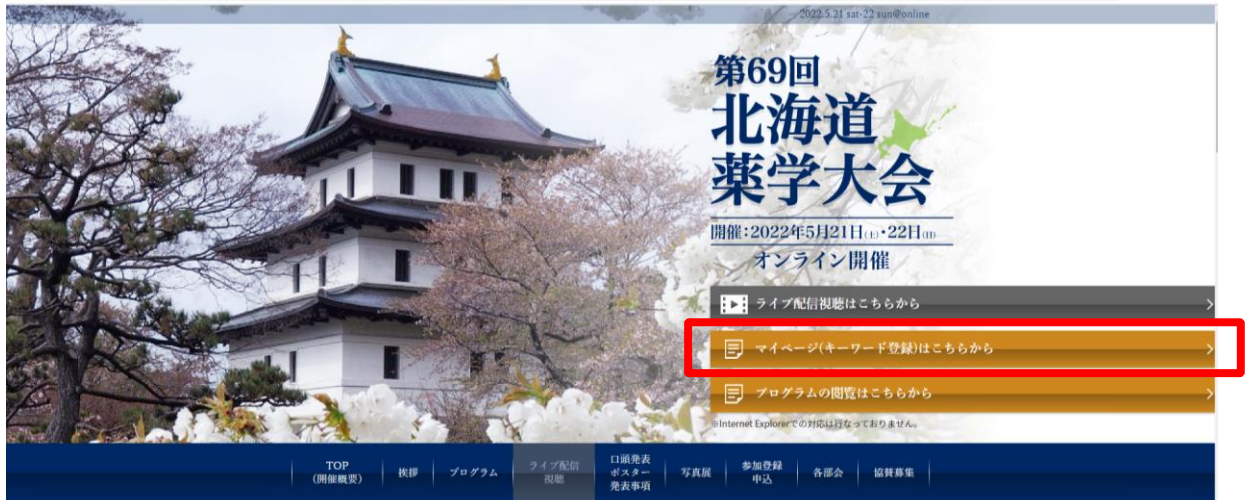 2022.5.21 sat-22 sun@online
第69回
北海道
薬学大会
開催:2022年5月21日(土)・22日(日)
オンライン開催
ライブ配信視聴はこちらから
マイページ(キーワード登録)はこちらから
プログラムの閲覧はこちらから
※Internet Explorerでの対応は行なっておりません。
TOP
(開催概要)
挨拶
プログラム
ライブ配信
視聴
口頭発表
ポスター
発表事項
写真展
参加登録
申込
各部会
協賛募集